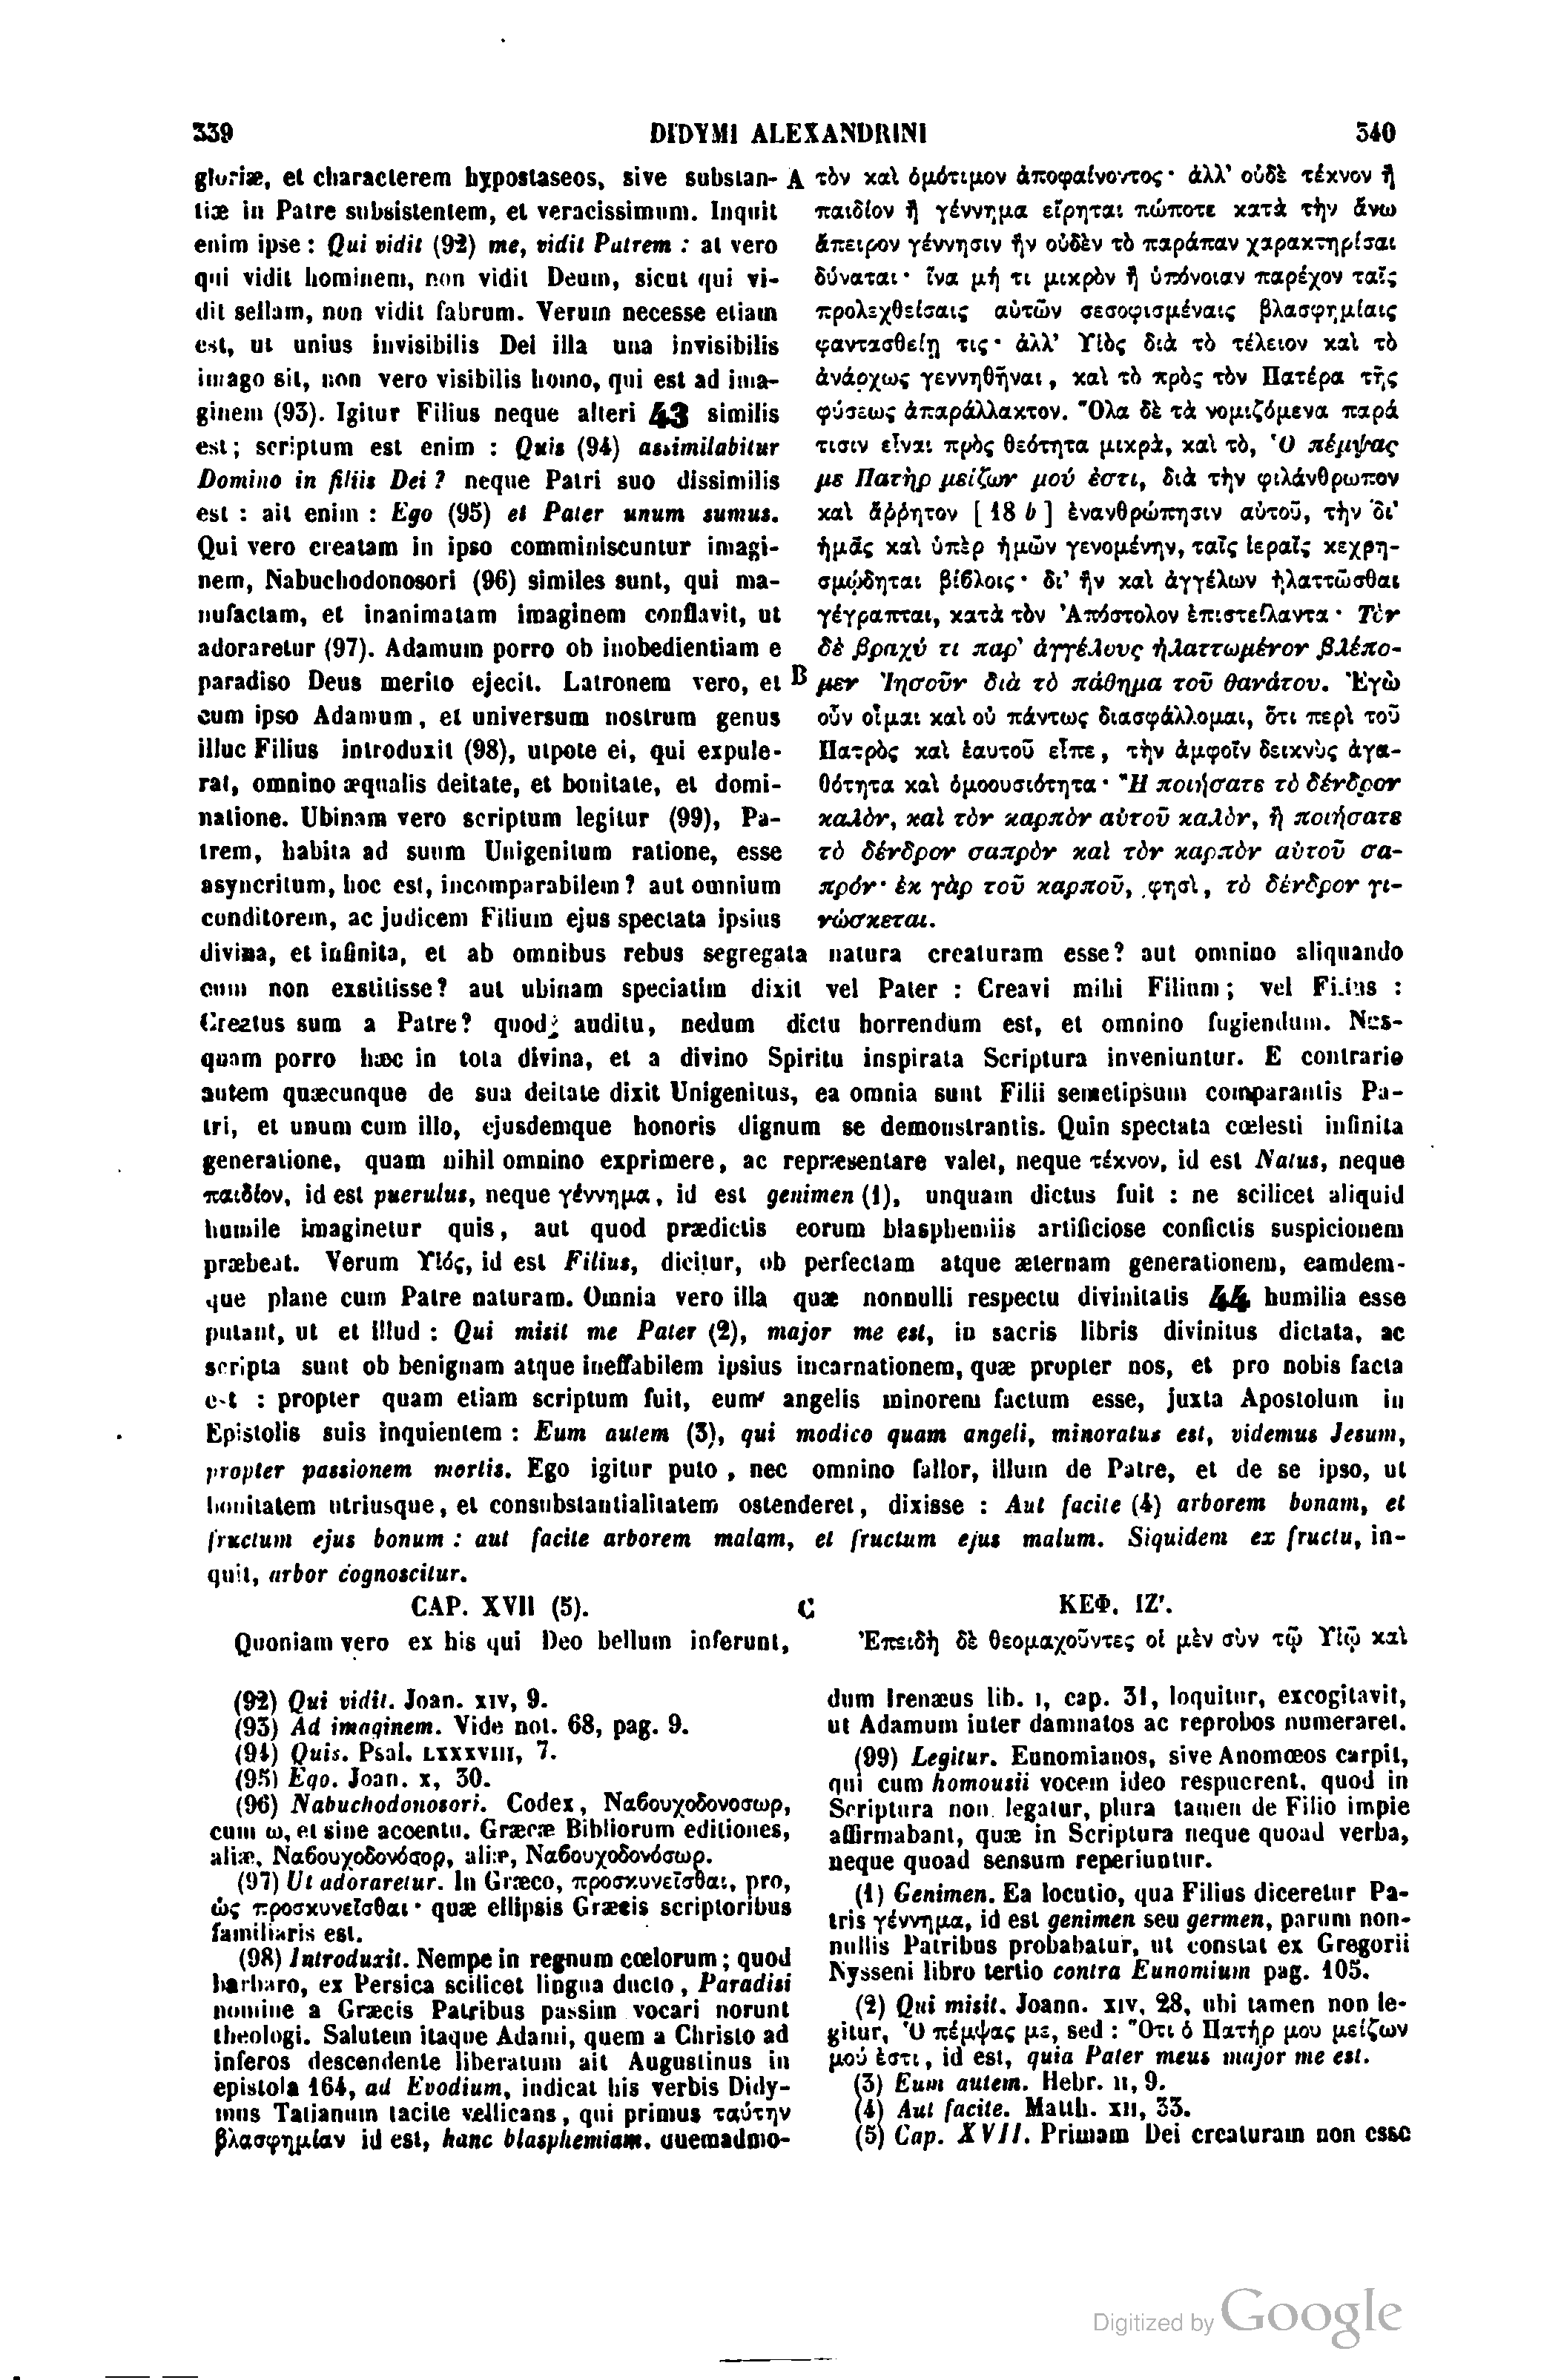 339
DIDYMI ALEXANDRINI
340
gloriæ, et characterem hypostaseos, sive substan-
tiæ in Patre subsistentem, et veracissimum. Inquit
enim ipse : Qui vidit (92) me, vidit Patrem : at vero
qui vidit hominem, non vidit Deum, sicut qui vi-
dit sellam, non vidit fabrum. Verum necesse etiam
est, ut unius invisibilis Dei illa una invisibilis
imago sit, non vero visibilis homo, qui est ad ima-
ginem (93). Igitur Filius neque alteri 43 similis
est; scriptum est enim : Quis (94) assimilabitur
Domino in filiis Dei ? neque Patri suo dissimilis
est : ait enim : Ego (95) et Pater unum sumus.
Qui vero creatam in ipso comminiscuntur imagi-
nem, Nabuchodonosori (96) similes sunt, qui ma-
nufactam, et inanimatam imaginem conflavit, ut
adoraretur (97). Adamum porro ob inobedientiam e
paradiso Deus merito ejecit. Latronem vero, et
cum ipso Adamum, et universum nostrum genus
illuc Filius introduxit (98), utpote ei, qui expule-
rat, omnino æqualis deitate, et bonitate, et domi-
natione. Ubinam vero scriptum legitur (99), Pa-
trem, habita ad suum Unigenitum ratione, esse
asyncritum, hoc est, incomparabilem? aut omnium
conditorem, ac judicem Filium ejus spectata ipsius
A τὸν καὶ ὁμότιμον ἀποφαίνοντος· ἀλλ' οὐδὲ τέκνον ἢ
παιδίον ἢ γέννημα εἴρηται πώποτε κατὰ τὴν ἄνω
ἄπειρον γέννησιν ἣν οὐδὲν τὸ παράπαν χαρακτηρίσαι
δύναται· ἵνα μή τι μικρὸν ἢ ὑπόνοιαν παρέχον ταῖς
προλεχθείσαις αὐτῶν σεσοφισμέναις βλασφημίαις
φαντασθείη τις· ἀλλ' Υἱὸς διὰ τὸ τέλειον καὶ τὸ
ἀνάρχως γεννηθῆναι, καὶ τὸ πρὸς τὸν Πατέρα τῆς
φύσεως ἀπαράλλακτον. Ὅλα δὲ τὰ νομιζόμενα παρά
τισιν εἶναι πρὸς θεότητα μικρὰ, καὶ τὸ, Ὁ πέμψας
με Πατὴρ μείζων μού ἐστι, διὰ τὴν φιλάνθρωπον
καὶ ἄῤῥητον [18 b] ἐνανθρώπησιν αὐτοῦ, τὴν δι'
ἡμᾶς καὶ ὑπὲρ ἡμῶν γενομένην, ταῖς ἱεραῖς κεχρη-
σμῴδηται βίβλοις· δι' ἣν καὶ ἀγγέλων ἠλαττῶσθαι
γέγραπται, κατὰ τὸν Ἀπόστολον ἐπιστείλαντα· Τὸν
δὲ βραχύ τι παρ' ἀγγέλους ἠλαττωμένον βλέπο-
B μεν Ἰησοῦν διὰ τὸ πάθημα τοῦ θανάτου. Ἐγὼ
οὖν οἶμαι καὶ οὐ πάντως διασφάλλομαι, ὅτι περὶ τοῦ
Πατρὸς καὶ ἑαυτοῦ εἶπε, τὴν ἀμφοῖν δεικνὺς ἀγα-
θότητα καὶ ὁμοουσιότητα· Ἢ ποιήσατε τὸ δένδρον
καλὸν, καὶ τὸν καρπὸν αὐτοῦ καλὸν, ἢ ποιήσατε
τὸ δένδρον σαπρὸν καὶ τὸν καρπὸν αὐτοῦ σα-
πρόν· ἐκ γὰρ τοῦ καρποῦ, φησὶ, τὸ δένδρον γι-
νώσκεται.
divina, et infinita, et ab omnibus rebus segregata natura creaturam esse? aut omnino aliquando
eum non exstitisse? aut ubinam speciatim dixit vel Pater : Creavi mihi Filium; vel Filius :
Creatus sum a Patre? quod auditu, nedum dictu horrendum est, et omnino fugiendum. Nus-
quam porro hæc in tota divina, et a divino Spiritu inspirata Scriptura inveniuntur. E contrario
autem quæcunque de sua deitate dixit Unigenitus, ea omnia sunt Filii semetipsum comparantis Pa-
tri, et unum cum illo, ejusdemque honoris dignum se demonstrantis. Quin spectata cœlesti infinita
generatione, quam nihil omnino exprimere, ac repræsentare valet, neque τέκνον, id est Natus, neque
παιδίον, id est puerulus, neque γέννημα, id est genimen (1), unquam dictus fuit : ne scilicet aliquid
humile imaginetur quis, aut quod prædictis eorum blasphemiis artificiose confictis suspicionem
præbeat. Verum Υἱός, id est Filius, dicitur, ob perfectam atque æternam generationem, eamdem-
que plane cum Patre naturam. Omnia vero illa quæ nonnulli respectu divinitatis 44 humilia esse
putant, ut et illud : Qui misit me Pater (2), major me est, in sacris libris divinitus dictata, ac
scripta sunt ob benignam atque ineffabilem ipsius incarnationem, quæ propter nos, et pro nobis facta
est : propter quam etiam scriptum fuit, eum angelis minorem factum esse, juxta Apostolum in
Epistolis suis inquientem : Eum autem (3), qui modico quam angeli, minoratus est, videmus Jesum,
propter passionem mortis. Ego igitur puto, nec omnino fallor, illum de Patre, et de se ipso, ut
bonitatem utriusque, et consubstantialitatem ostenderet, dixisse : Aut facite (4) arborem bonam, et
fructum ejus bonum : aut facite arborem malam, et fructum ejus malum. Siquidem ex fructu, in-
quit, arbor cognoscitur.
CAP. XVII (5).
Quoniam vero ex his qui Deo bellum inferunt,
C
ΚΕΦ. ΙΖ'.
Ἐπειδὴ δὲ θεομαχοῦντες οἱ μὲν σὺν τῷ Υἱῷ καὶ
(92) Qui vidit. Joan. XIV, 9.
(93) Ad imaginem. Vide not. 68, pag. 9.
(94) Quis. Psal. LXXXVIII, 7.
(95) Ego. Joan. X, 30.
(96) Nabuchodonosori. Codex, Ναβουχοδονοσωρ,
cum ω, et sine accentu. Græcæ Bibliorum editiones,
aliæ, Ναβουχοδονόσορ, aliæ, Ναβουχοδονόσωρ.
(97) Ut adoraretur. In Græco, προσκυνεῖσθαι, pro,
ὡς προσκυνεῖσθαι· quæ ellipsis Græcis scriptoribus
familiaris est.
(98) Introduxit. Nempe in regnum cœlorum; quod
barbaro, ex Persica scilicet lingua ducto, Paradisi
nomine a Græcis Patribus passim vocari norunt
theologi. Salutem itaque Adami, quem a Christo ad
inferos descendente liberatum ait Augustinus in
epistola 164, ad Evodium, indicat his verbis Didy-
mus Tatianum tacite vellicans, qui primus ταύτην
βλασφημίαν id est, hanc blasphemiam, quemadmo-
dum Irenæus lib. I, cap. 31, loquitur, excogitavit,
ut Adamum inter damnatos ac reprobos numeraret.
(99) Legitur. Eunomianos, sive Anomœos carpit,
qui cum homousii vocem ideo respuerent, quod in
Scriptura non legatur, plura tamen de Filio impie
affirmabant, quæ in Scriptura neque quoad verba,
neque quoad sensum reperiuntur.
(1) Genimen. Ea locutio, qua Filius diceretur Pa-
tris γέννημα, id est genimen seu germen, parum non-
nullis Patribus probabatur, ut constat ex Gregorii
Nysseni libro tertio contra Eunomium pag. 105.
(2) Qui misit. Joann. XIV, 28, ubi tamen non le-
gitur, Ὁ πέμψας με, sed : Ὅτι ὁ Πατήρ μου μείζων
μού ἐστι, id est, quia Pater meus major me est.
(3) Eum autem. Hebr. II, 9.
(4) Aut facite. Matth. XII, 33.
(5) Cap. XVII. Primam Dei creaturam non esse
Digitized by Google